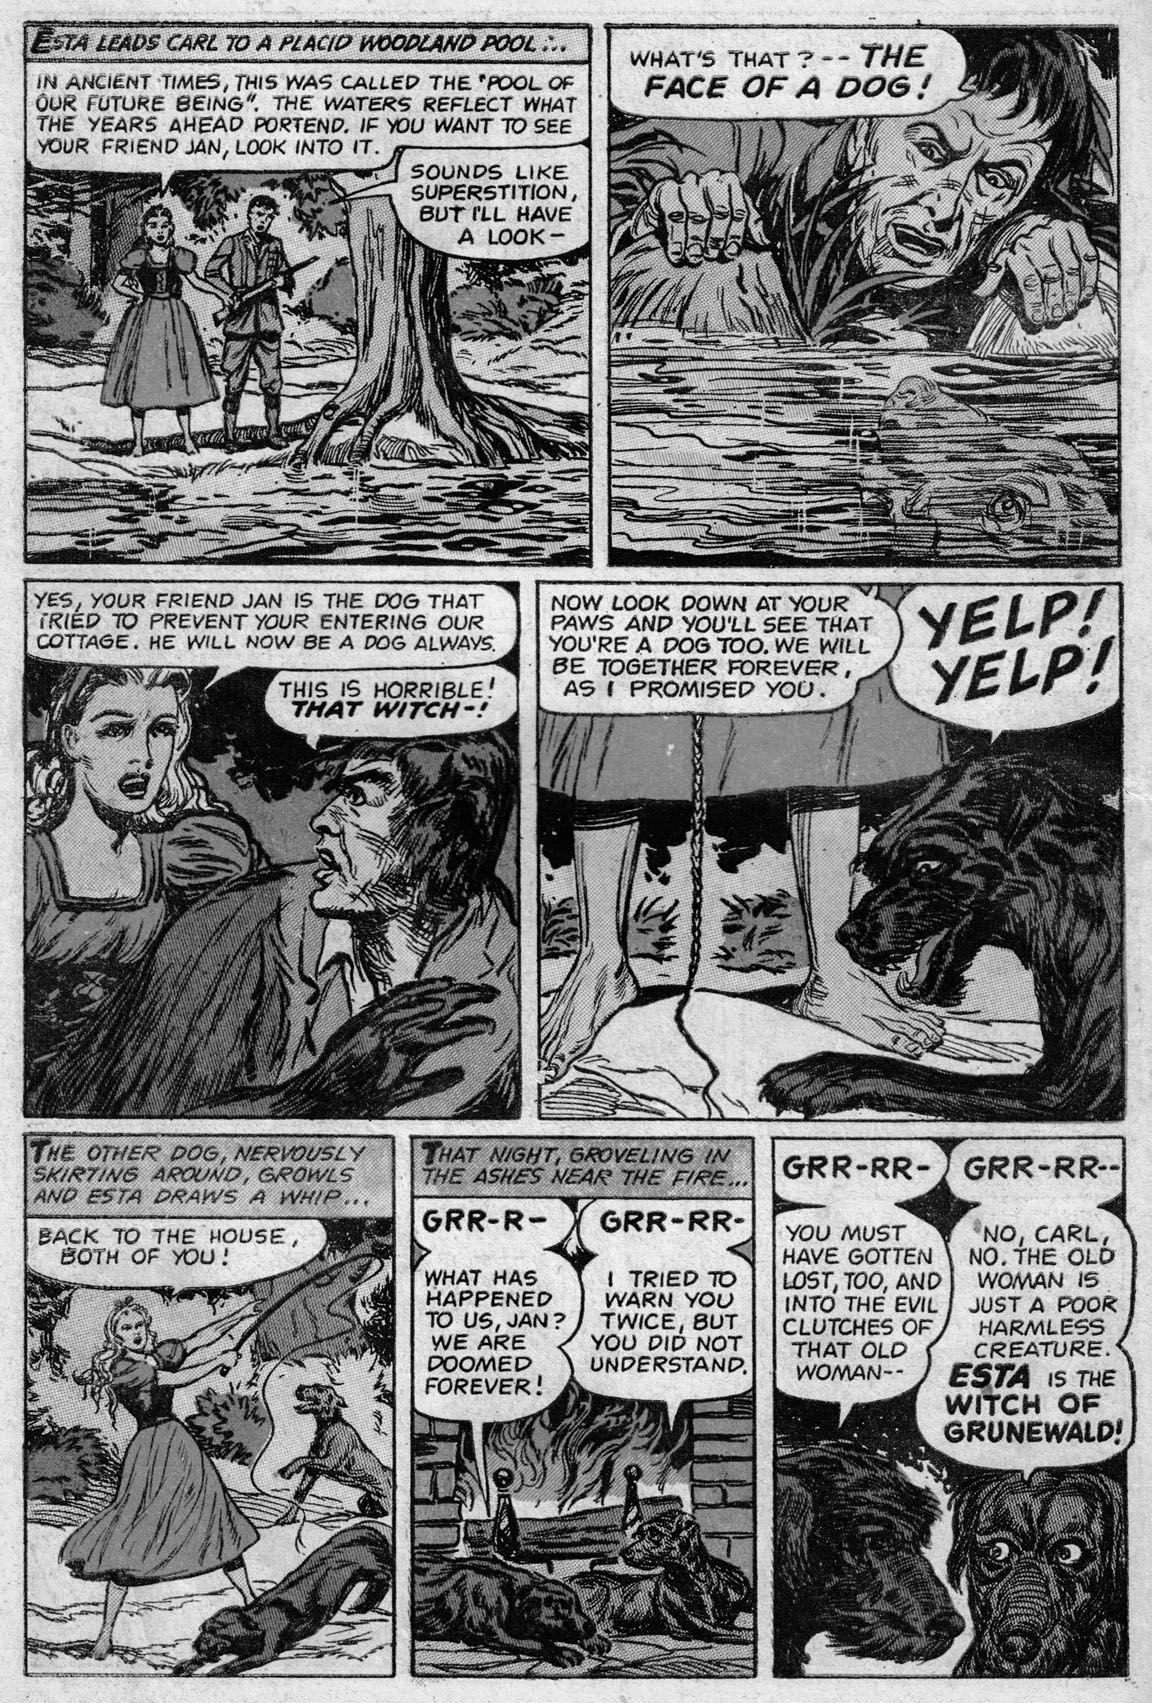 ESTA LEADS CARL TO A PLACID WOODLAND POOL...
IN ANCIENT TIMES, THIS WAS CALLED THE "POOL OF
OUR FUTURE BEING". THE WATERS REFLECT WHAT
THE YEARS AHEAD PORTEND. IF YOU WANT TO SEE
YOUR FRIEND JAN, LOOK INTO IT.
SOUNDS LIKE
SUPERSTITION,
BUT I'LL HAVE
A LOOK-
WHAT'S THAT?-- THE
FACE OF A DOG!
YES, YOUR FRIEND JAN IS THE DOG THAT
TRIED TO PREVENT YOUR ENTERING OUR
COTTAGE. HE WILL NOW BE A DOG ALWAYS.
THIS IS HORRIBLE!
THAT WITCH-!
NOW LOOK DOWN AT YOUR
PAWS AND YOU'LL SEE THAT
YOU'RE A DOG TOO. WE WILL
BE TOGETHER FOREVER,
AS I PROMISED YOU.
YELP!
YELP!
THE OTHER DOG, NERVOUSLY
SKIRTING AROUND, GROWLS
AND ESTA DRAWS A WHIP...
BACK TO THE HOUSE,
BOTH OF YOU!
THAT NIGHT, GROVELING IN
THE ASHES NEAR THE FIRE...
GRR-R-
WHAT HAS
HAPPENED
TO US, JAN?
WE ARE
DOOMED
FOREVER!
GRR-RR-
I TRIED TO
WARN YOU
TWICE, BUT
YOU DID NOT
UNDERSTAND.
GRR-RR-
YOU MUST
HAVE GOTTEN
LOST, TOO, AND
INTO THE EVIL
CLUTCHES OF
THAT OLD
WOMAN--
GRR-RR--
NO, CARL,
NO. THE OLD
WOMAN IS
JUST A POOR
HARMLESS
CREATURE.
ESTA IS THE
WITCH OF
GRUNEWALD!